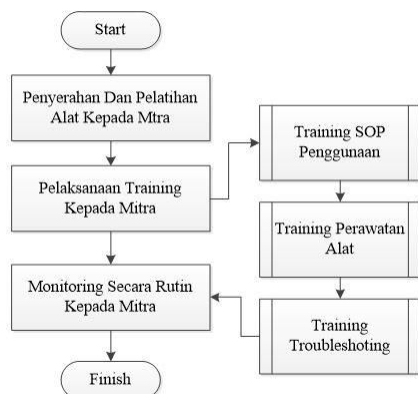 Start
Penyerahan Dan Pelatihan
Alat Kepada Mtra
Pelaksanaan Training
Kepada Mitra
Training SOP
Penggunaan
Training Perawatan
Alat
Training
Troubleshoting
Monitoring Secara Rutin
Kepada Mitra
Finish